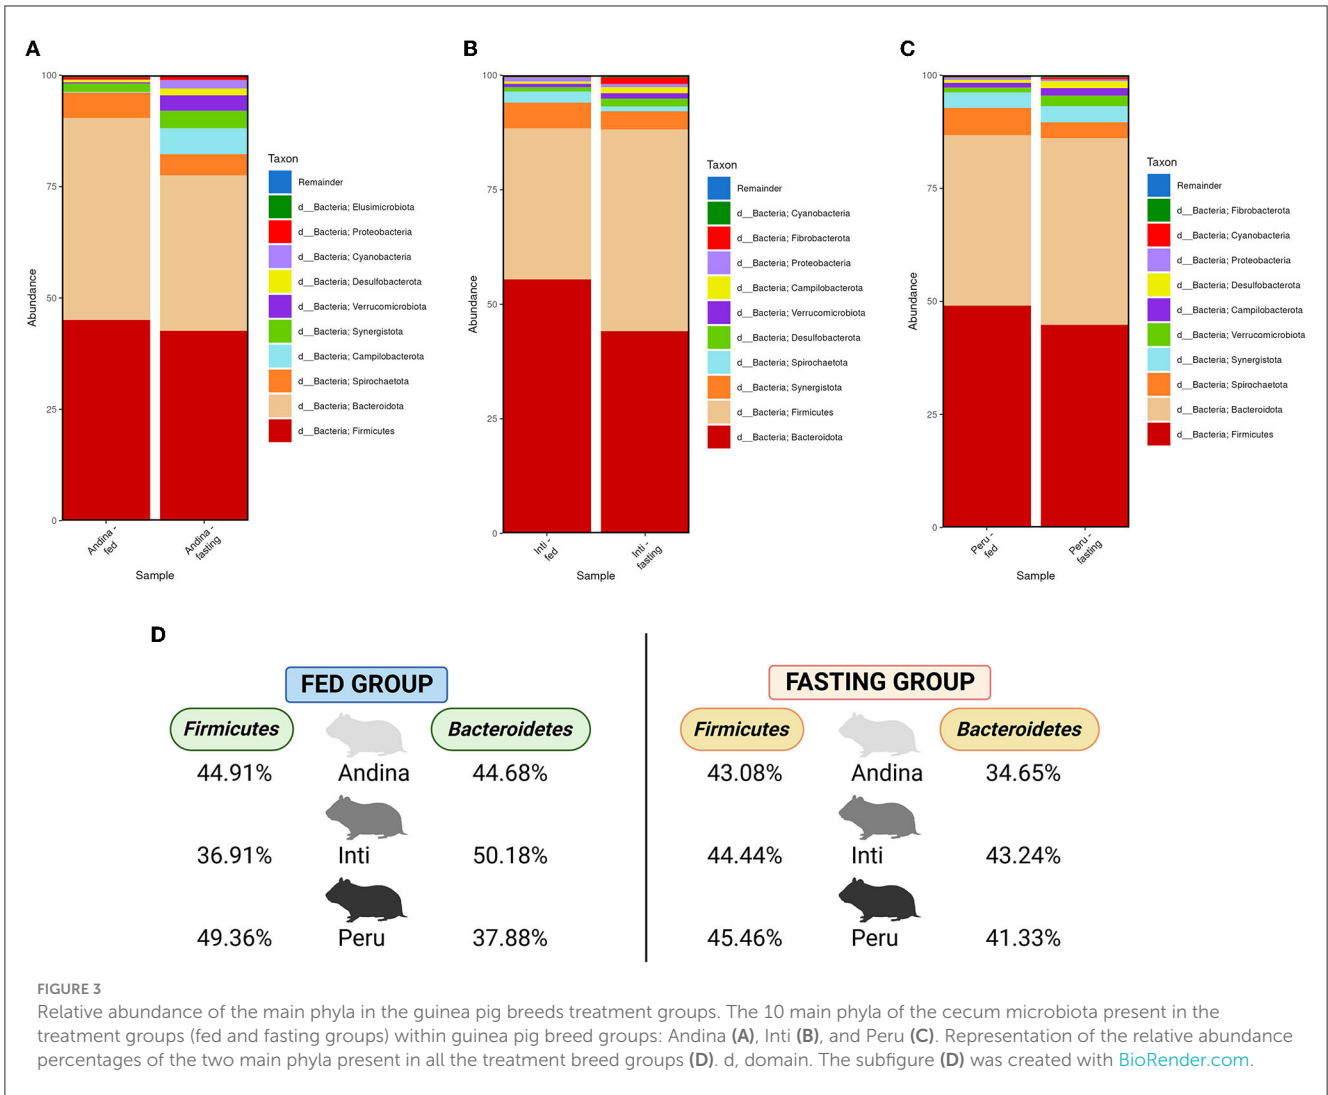 A
100
75
50
25
0
Abundance
Andina -
fed
Andina -
fasting
Sample
Taxon
Remainder
d__Bacteria; Elusimicrobiota
d__Bacteria; Proteobacteria
d__Bacteria; Cyanobacteria
d__Bacteria; Desulfobacterota
d__Bacteria; Verrucomicrobiota
d__Bacteria; Synergistota
d__Bacteria; Campilobacterota
d__Bacteria; Spirochaetota
d__Bacteria; Bacteroidota
d__Bacteria; Firmicutes
B
100
75
50
25
0
Abundance
Inti -
fed
Inti -
fasting
Sample
Taxon
Remainder
d__Bacteria; Cyanobacteria
d__Bacteria; Fibrobacterota
d__Bacteria; Proteobacteria
d__Bacteria; Campilobacterota
d__Bacteria; Verrucomicrobiota
d__Bacteria; Desulfobacterota
d__Bacteria; Spirochaetota
d__Bacteria; Synergistota
d__Bacteria; Firmicutes
d__Bacteria; Bacteroidota
C
100
75
50
25
0
Abundance
Peru -
fed
Peru -
fasting
Sample
Taxon
Remainder
d__Bacteria; Fibrobacterota
d__Bacteria; Cyanobacteria
d__Bacteria; Proteobacteria
d__Bacteria; Desulfobacterota
d__Bacteria; Campilobacterota
d__Bacteria; Verrucomicrobiota
d__Bacteria; Synergistota
d__Bacteria; Spirochaetota
d__Bacteria; Bacteroidota
d__Bacteria; Firmicutes
D
FED GROUP
Firmicutes Bacteroidetes
44.91% Andina 44.68%
36.91% Inti 50.18%
49.36% Peru 37.88%
FASTING GROUP
Firmicutes Bacteroidetes
43.08% Andina 34.65%
44.44% Inti 43.24%
45.46% Peru 41.33%
FIGURE 3
Relative abundance of the main phyla in the guinea pig breeds treatment groups. The 10 main phyla of the cecum microbiota present in the
treatment groups (fed and fasting groups) within guinea pig breed groups: Andina (A), Inti (B), and Peru (C). Representation of the relative abundance
percentages of the two main phyla present in all the treatment breed groups (D). d, domain. The subfigure (D) was created with BioRender.com.